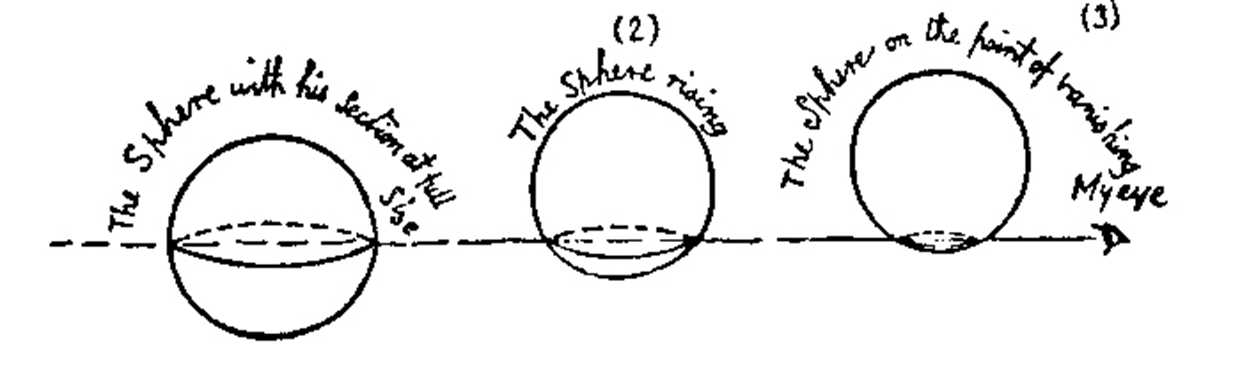 The Sphere with his section at full
Size
(2)
The Sphere rising
(3)
The Sphere on the point of vanishing
My eye